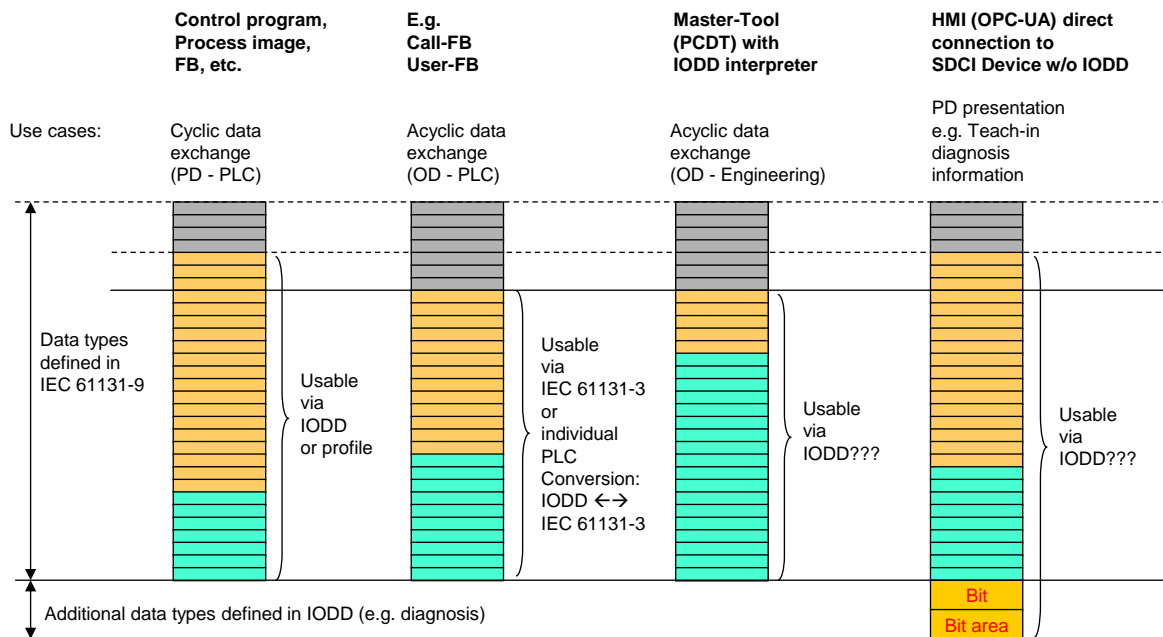 Control program,
Process image,
FB, etc.
E.g.
Call-FB
User-FB
Master-Tool
(PCDT) with
IODD interpreter
HMI (OPC-UA) direct
connection to
SDCI Device w/o IODD
Use cases:
Cyclic data
exchange
(PD - PLC)
Acyclic data
exchange
(OD - PLC)
Acyclic data
exchange
(OD - Engineering)
PD presentation
e.g. Teach-in
diagnosis
information
Data types
defined in
IEC 61131-9
Usable
via
IODD
or profile
Usable
via
IEC 61131-3
or
individual
PLC
Conversion:
IODD ←→
IEC 61131-3
Usable
via
IODD???
Usable
via
IODD???
Additional data types defined in IODD (e.g. diagnosis)
Bit
Bit area